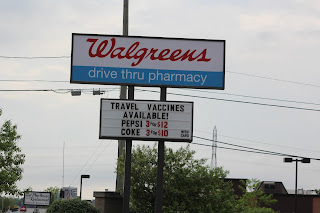 Walgreens
drive thru pharmacy
TRAVEL VACCINES
AVAILABLE!
PEPSI 3 FOR $12
COKE 3 FOR $10